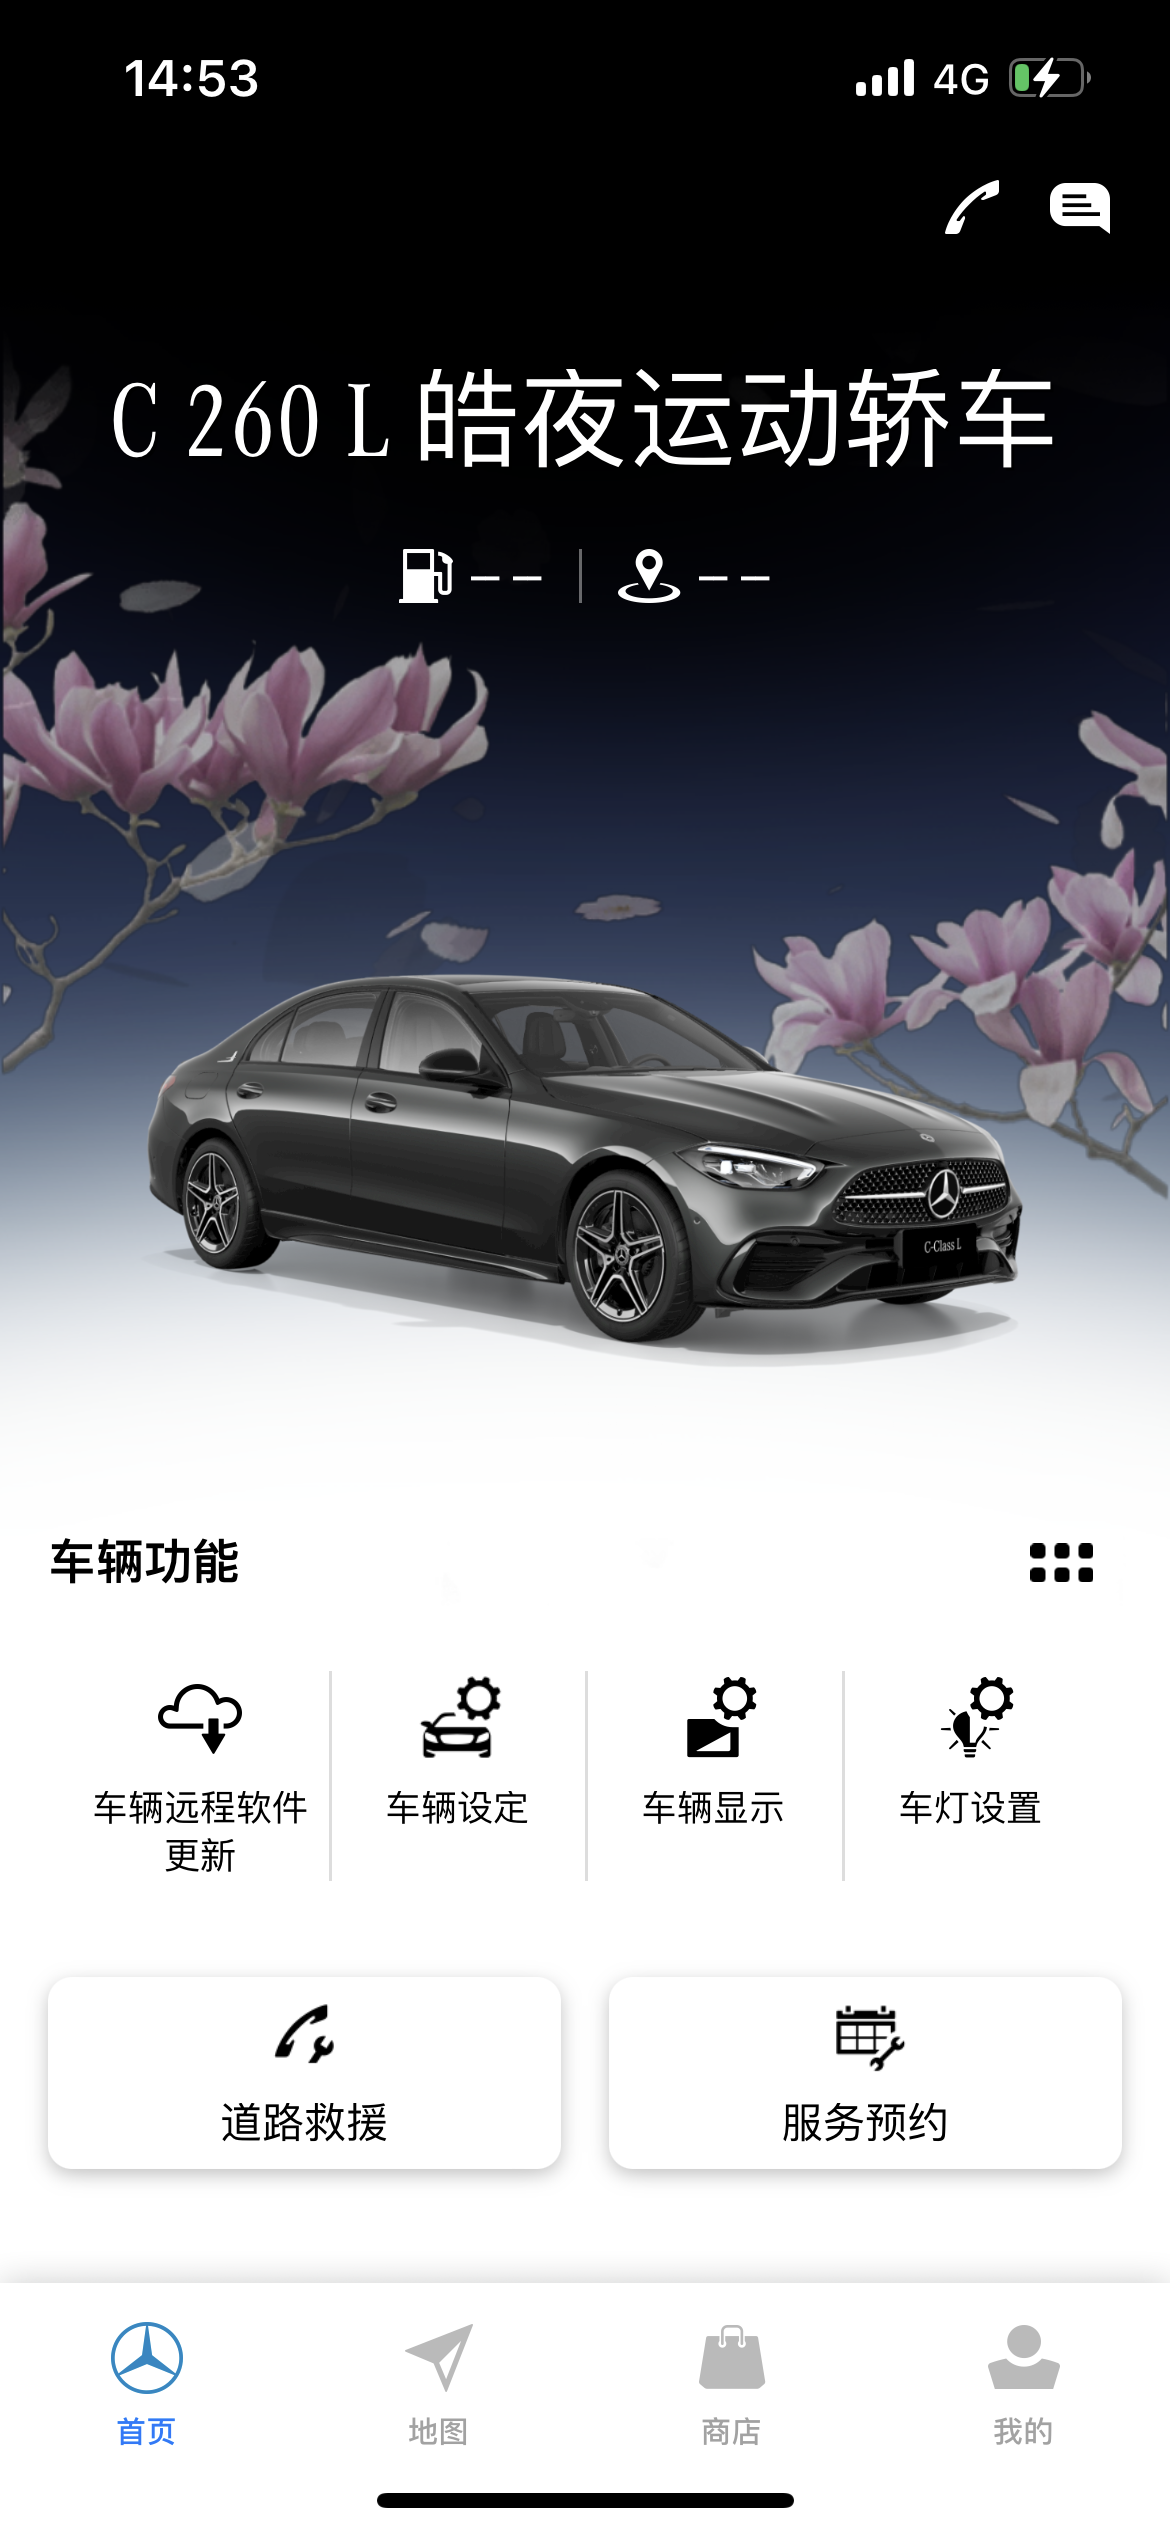 14:53
4G
C 260 L 皓夜运动轿车
-- | --
C-Class L
车辆功能
车辆远程软件
更新
车辆设定
车辆显示
车灯设置
道路救援
服务预约
首页
地图
商店
我的